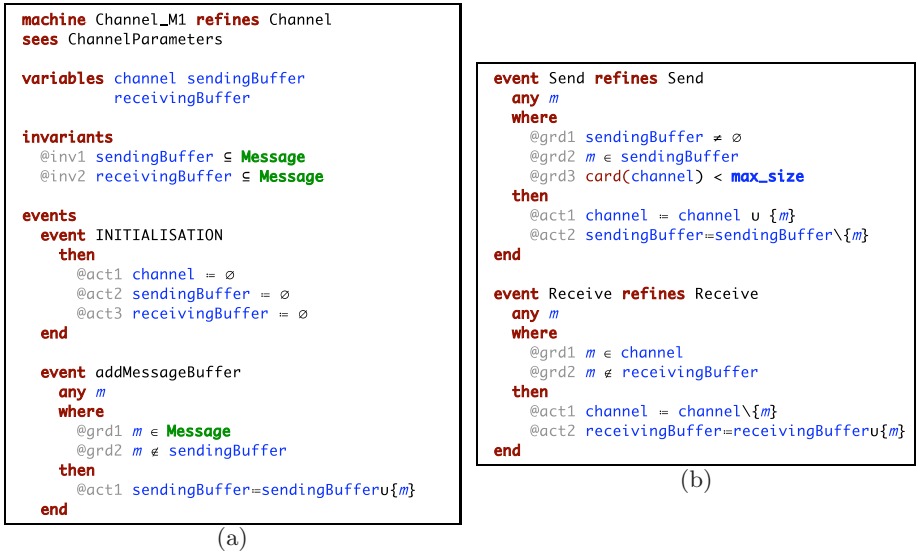 machine Channel_M1 refines Channel
sees ChannelParameters
variables channel sendingBuffer
receivingBuffer
invariants
@inv1 sendingBuffer ⊆ Message
@inv2 receivingBuffer ⊆ Message
events
event INITIALISATION
then
@act1 channel ≔ ∅
@act2 sendingBuffer ≔ ∅
@act3 receivingBuffer ≔ ∅
end
event addMessageBuffer
any m
where
@grd1 m ∈ Message
@grd2 m ∉ sendingBuffer
then
@act1 sendingBuffer≔sendingBuffer∪{m}
end
(a)
event Send refines Send
any m
where
@grd1 sendingBuffer ≠ ∅
@grd2 m ∈ sendingBuffer
@grd3 card(channel) < max_size
then
@act1 channel ≔ channel ∪ {m}
@act2 sendingBuffer≔sendingBuffer\{m}
end
event Receive refines Receive
any m
where
@grd1 m ∈ channel
@grd2 m ∉ receivingBuffer
then
@act1 channel ≔ channel\{m}
@act2 receivingBuffer≔receivingBuffer∪{m}
end
(b)